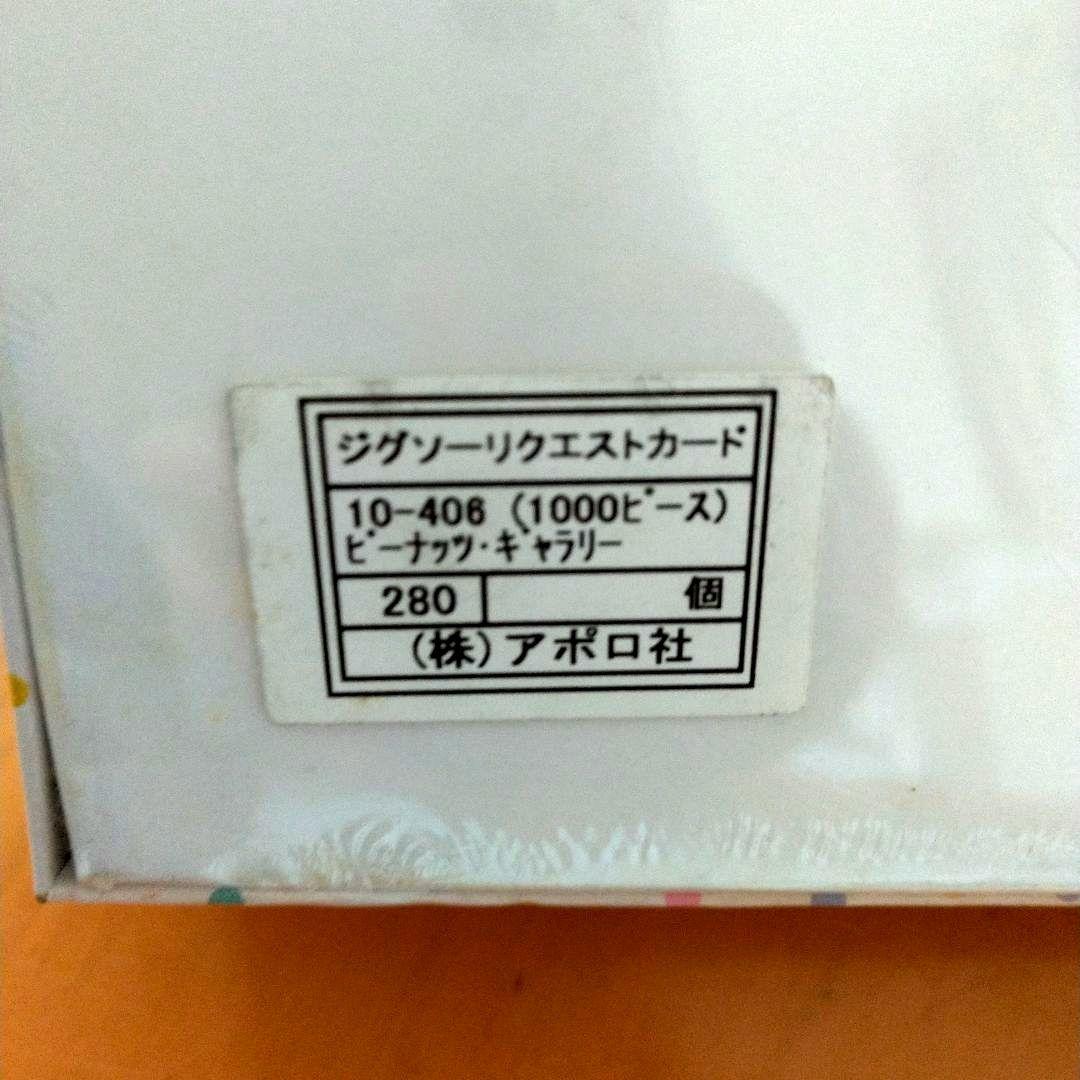 ジグソーリクエストカード
10-406 (1000ﾋﾟｰｽ)
ﾋﾟｰﾅｯﾂ･ｷﾞｬﾗﾘｰ
280 個
(株)アポロ社